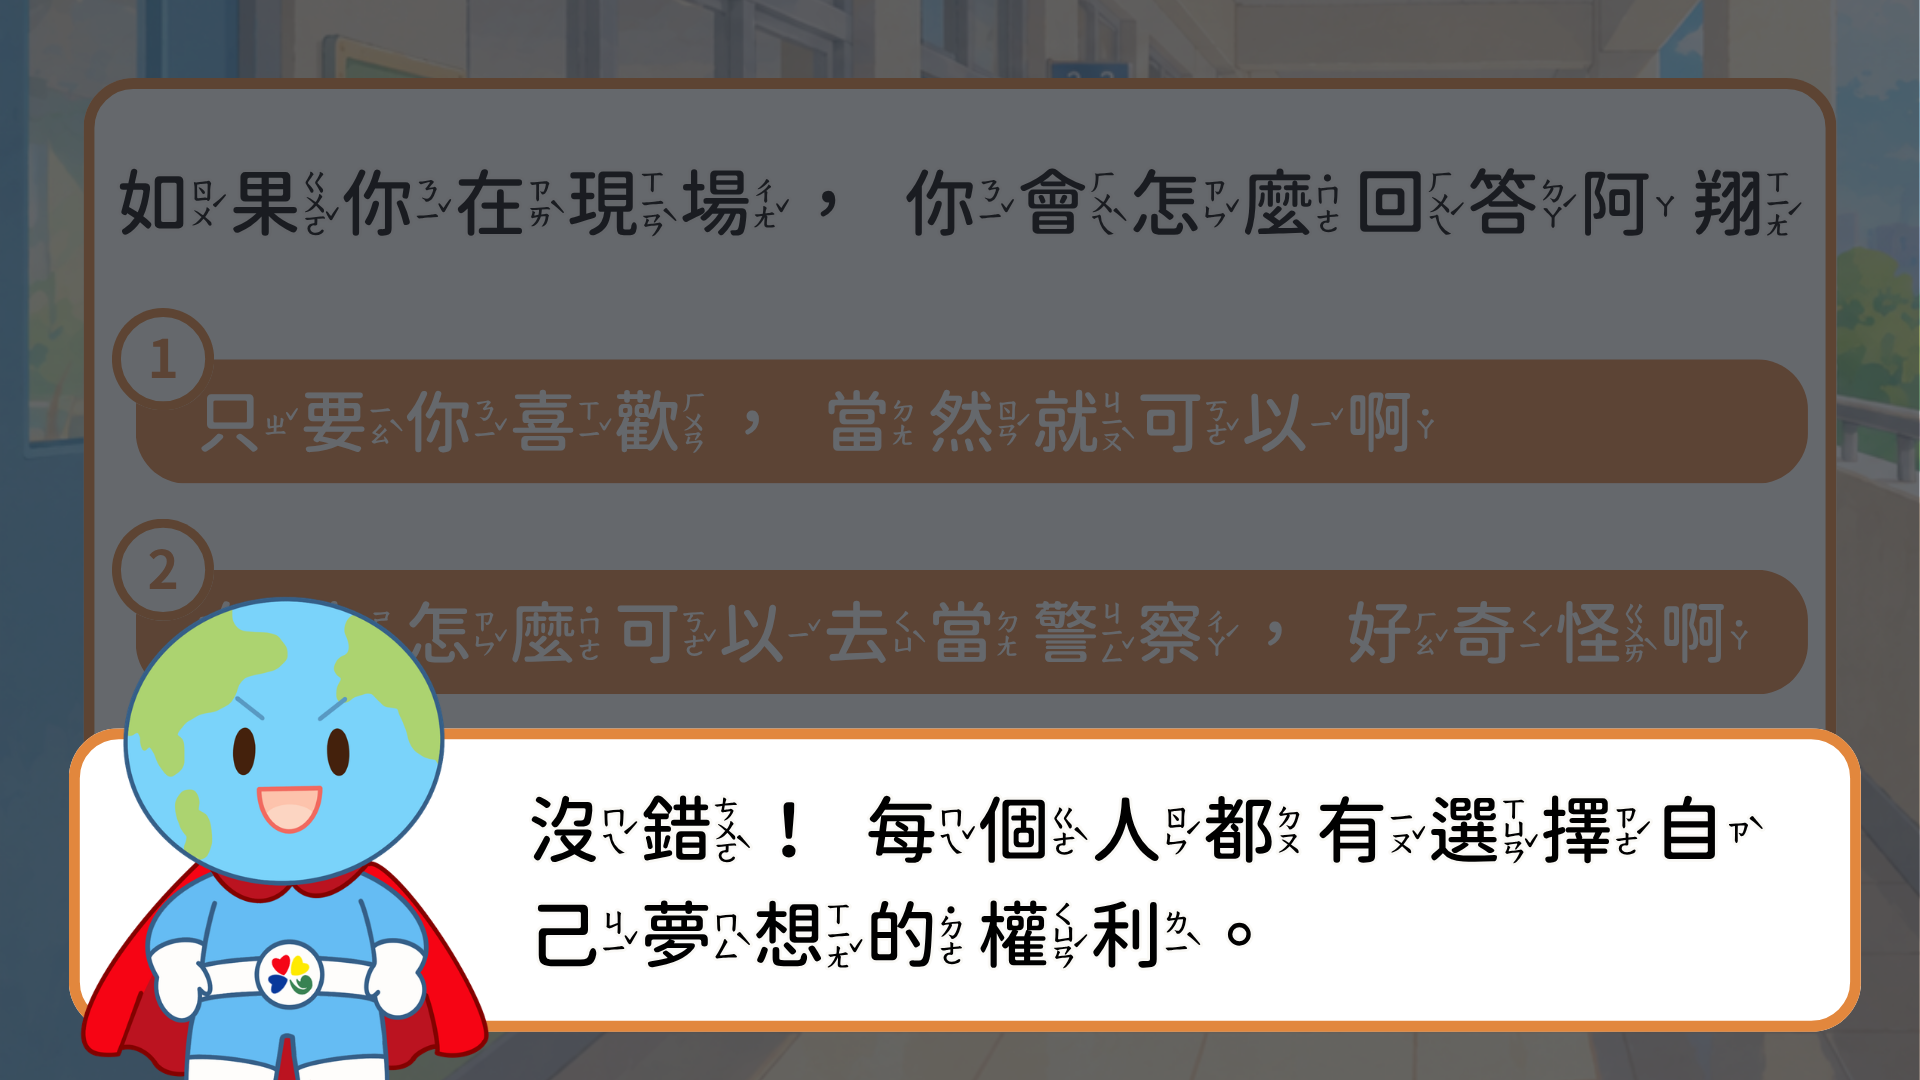 如果你在現場，你會怎麼回答阿翔
1
只要你喜歡，當然就可以啊
2
怎麼可以去當警察，好奇怪啊
沒錯！每個人都有選擇自
己夢想的權利。